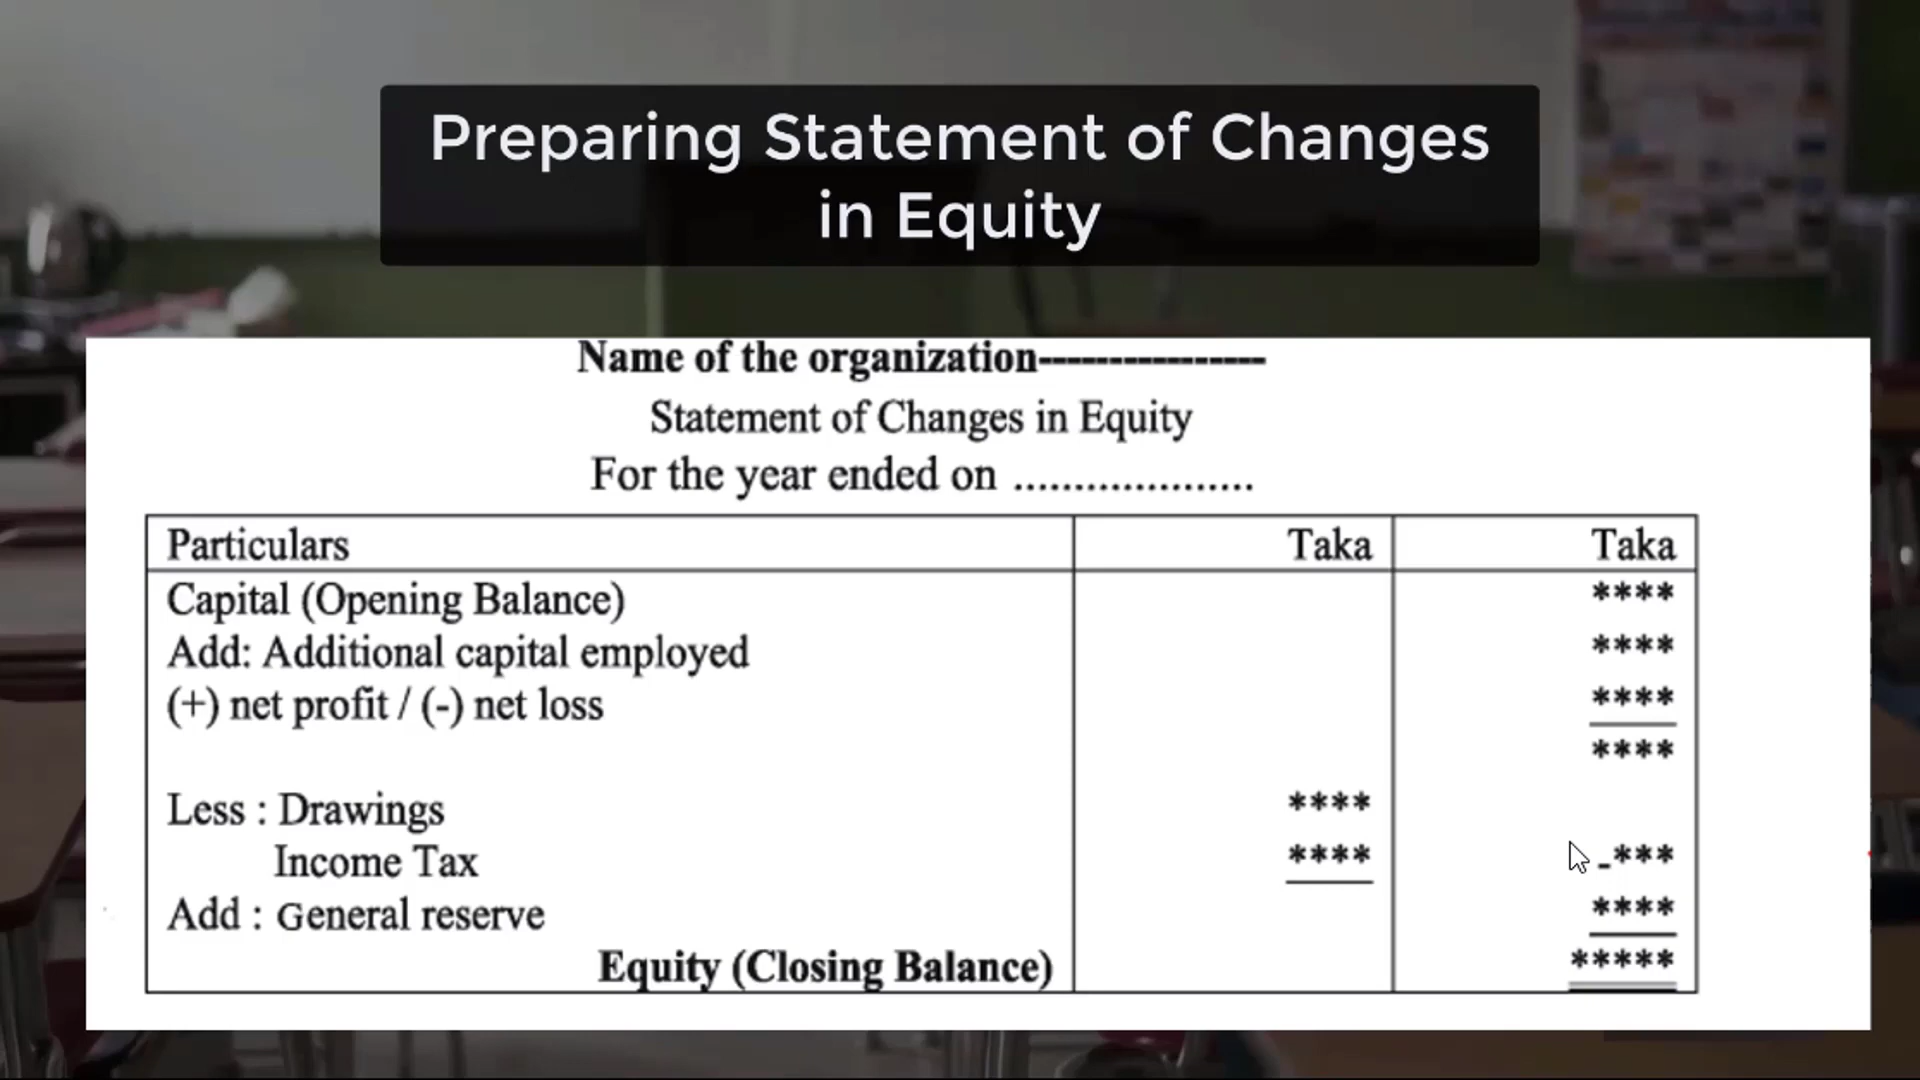 Preparing Statement of Changes
in Equity
Name of the organization----------------
Statement of Changes in Equity
For the year ended on ....................
Particulars Taka Taka
Capital (Opening Balance) ****
Add: Additional capital employed ****
(+) net profit / (-) net loss ****
****
Less : Drawings ****
Income Tax **** -***
Add : General reserve ****
Equity (Closing Balance) *****